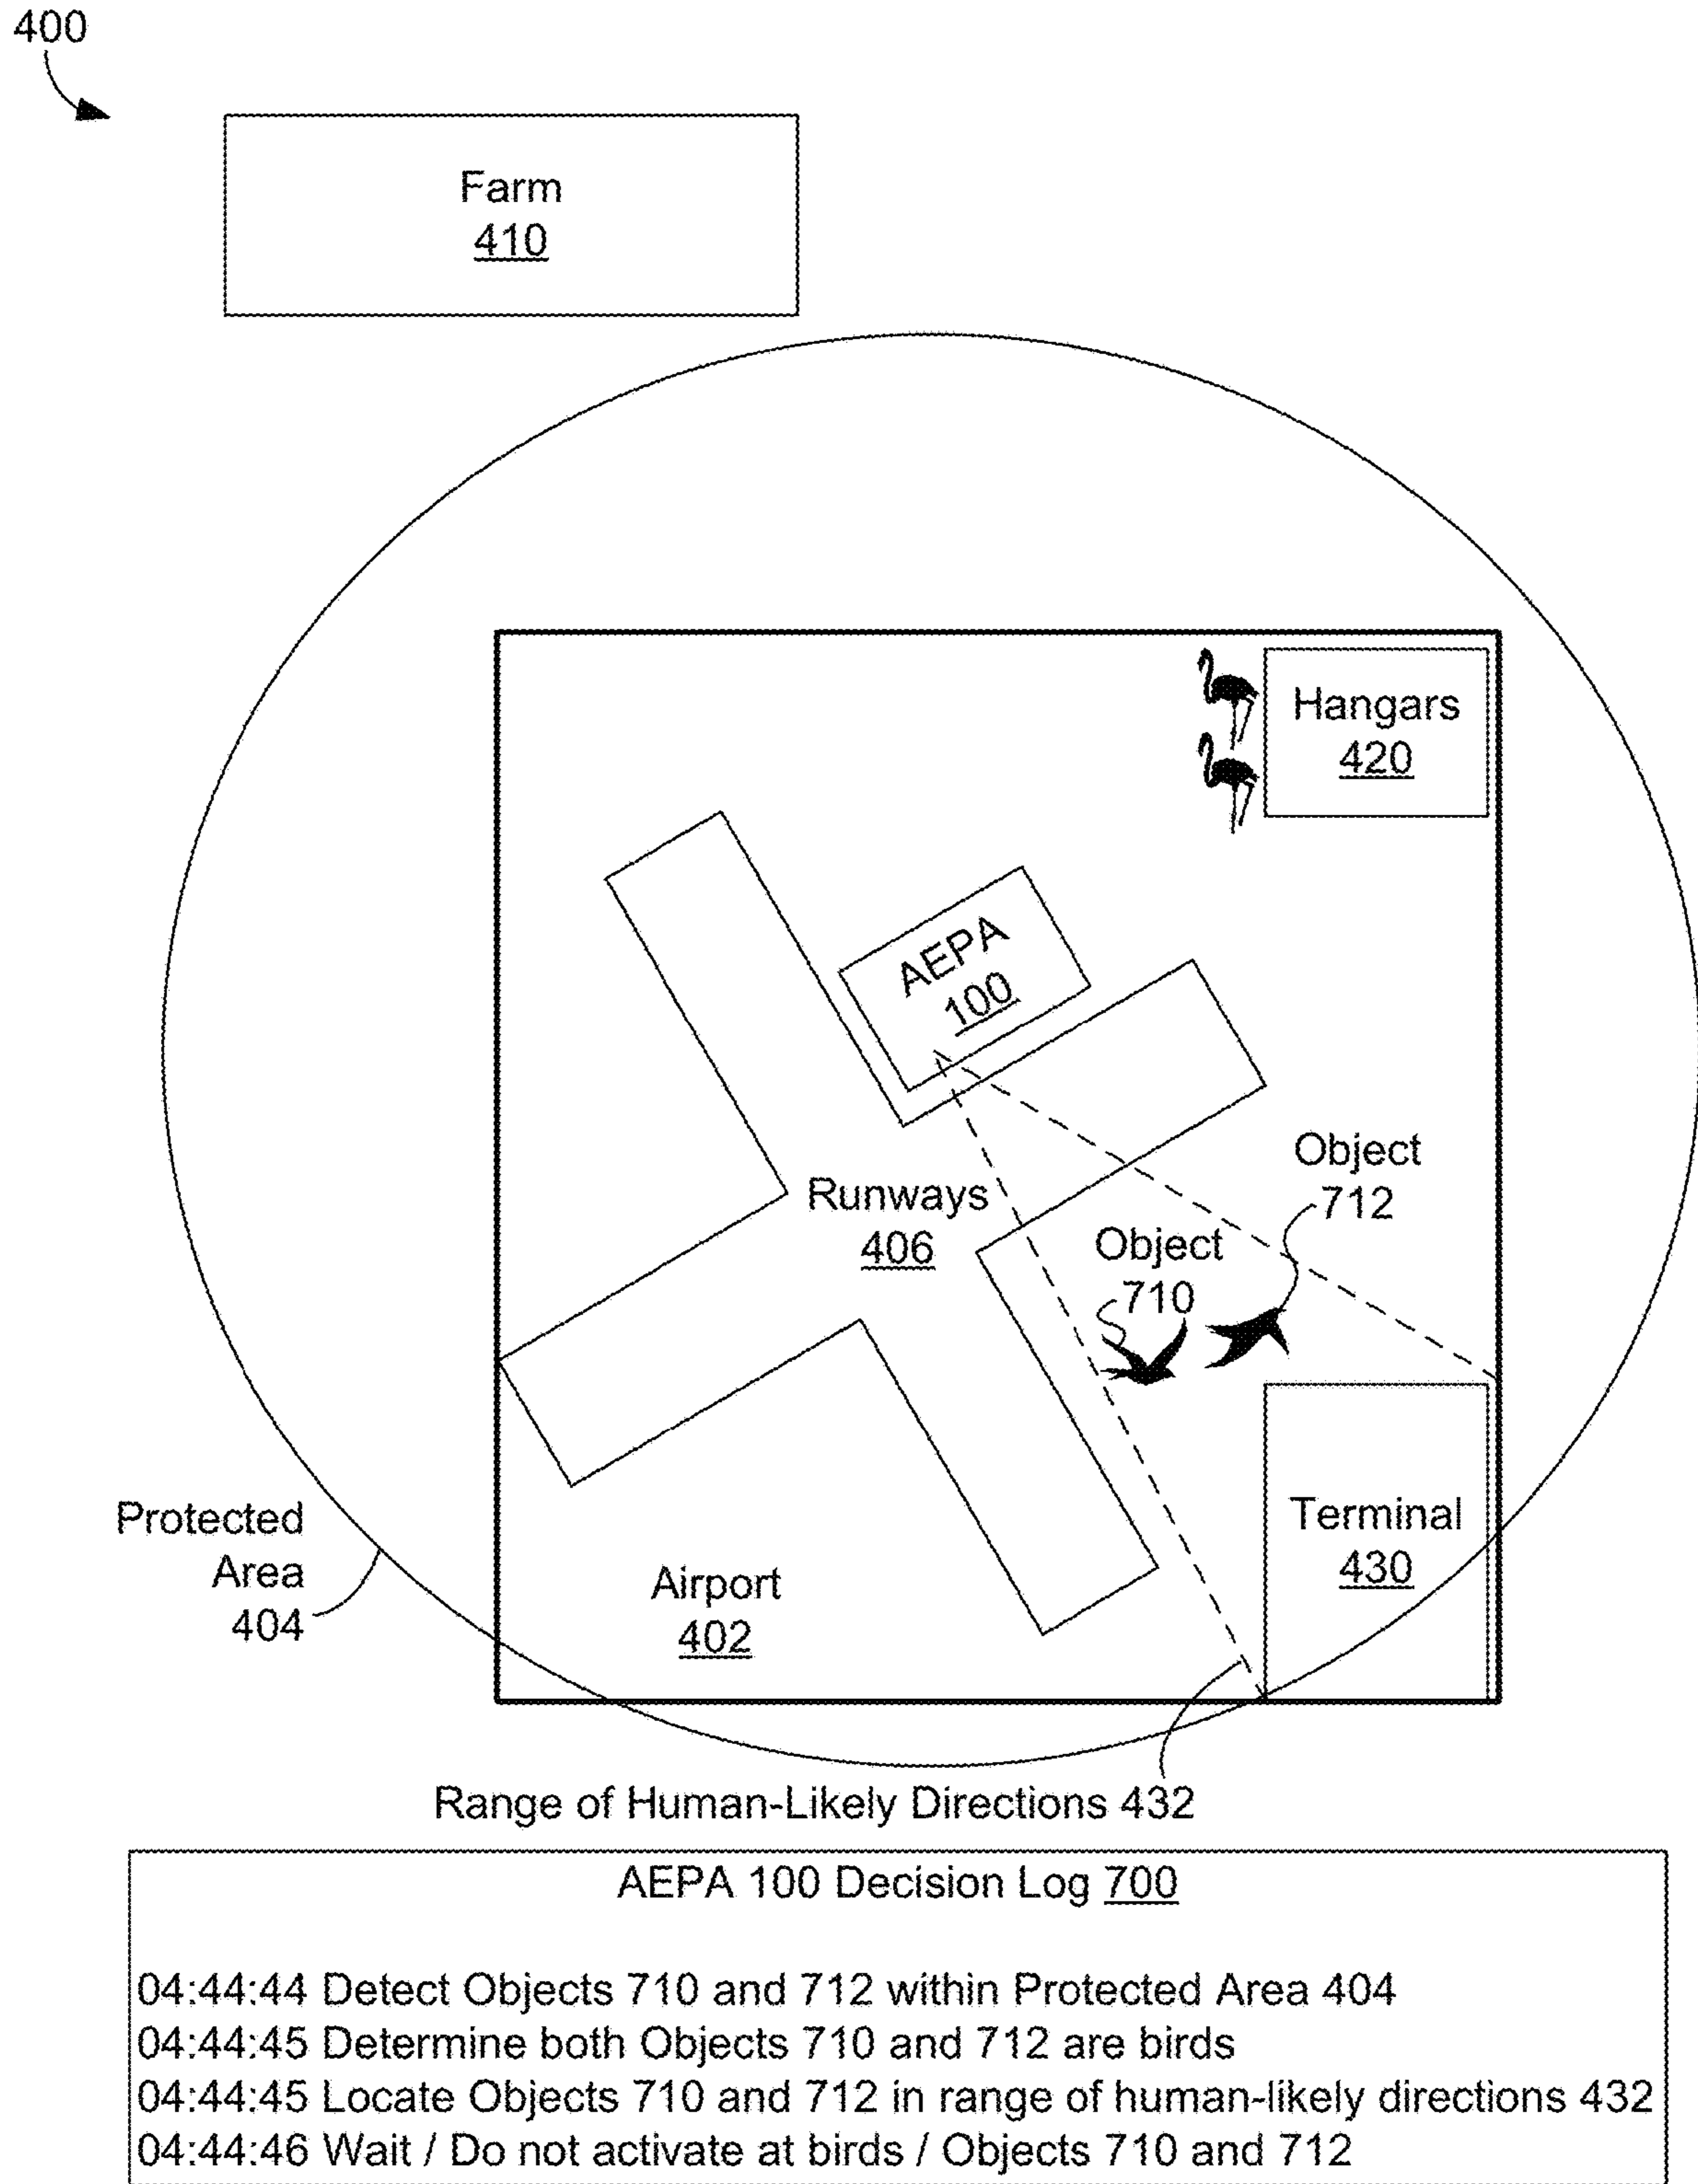 400
Farm
410
Hangars
420
AEPA
100
Object
712
Runways
406
Object
710
Protected
Area
404
Terminal
430
Airport
402
Range of Human-Likely Directions 432
AEPA 100 Decision Log 700
04:44:44 Detect Objects 710 and 712 within Protected Area 404
04:44:45 Determine both Objects 710 and 712 are birds
04:44:45 Locate Objects 710 and 712 in range of human-likely directions 432
04:44:46 Wait / Do not activate at birds / Objects 710 and 712